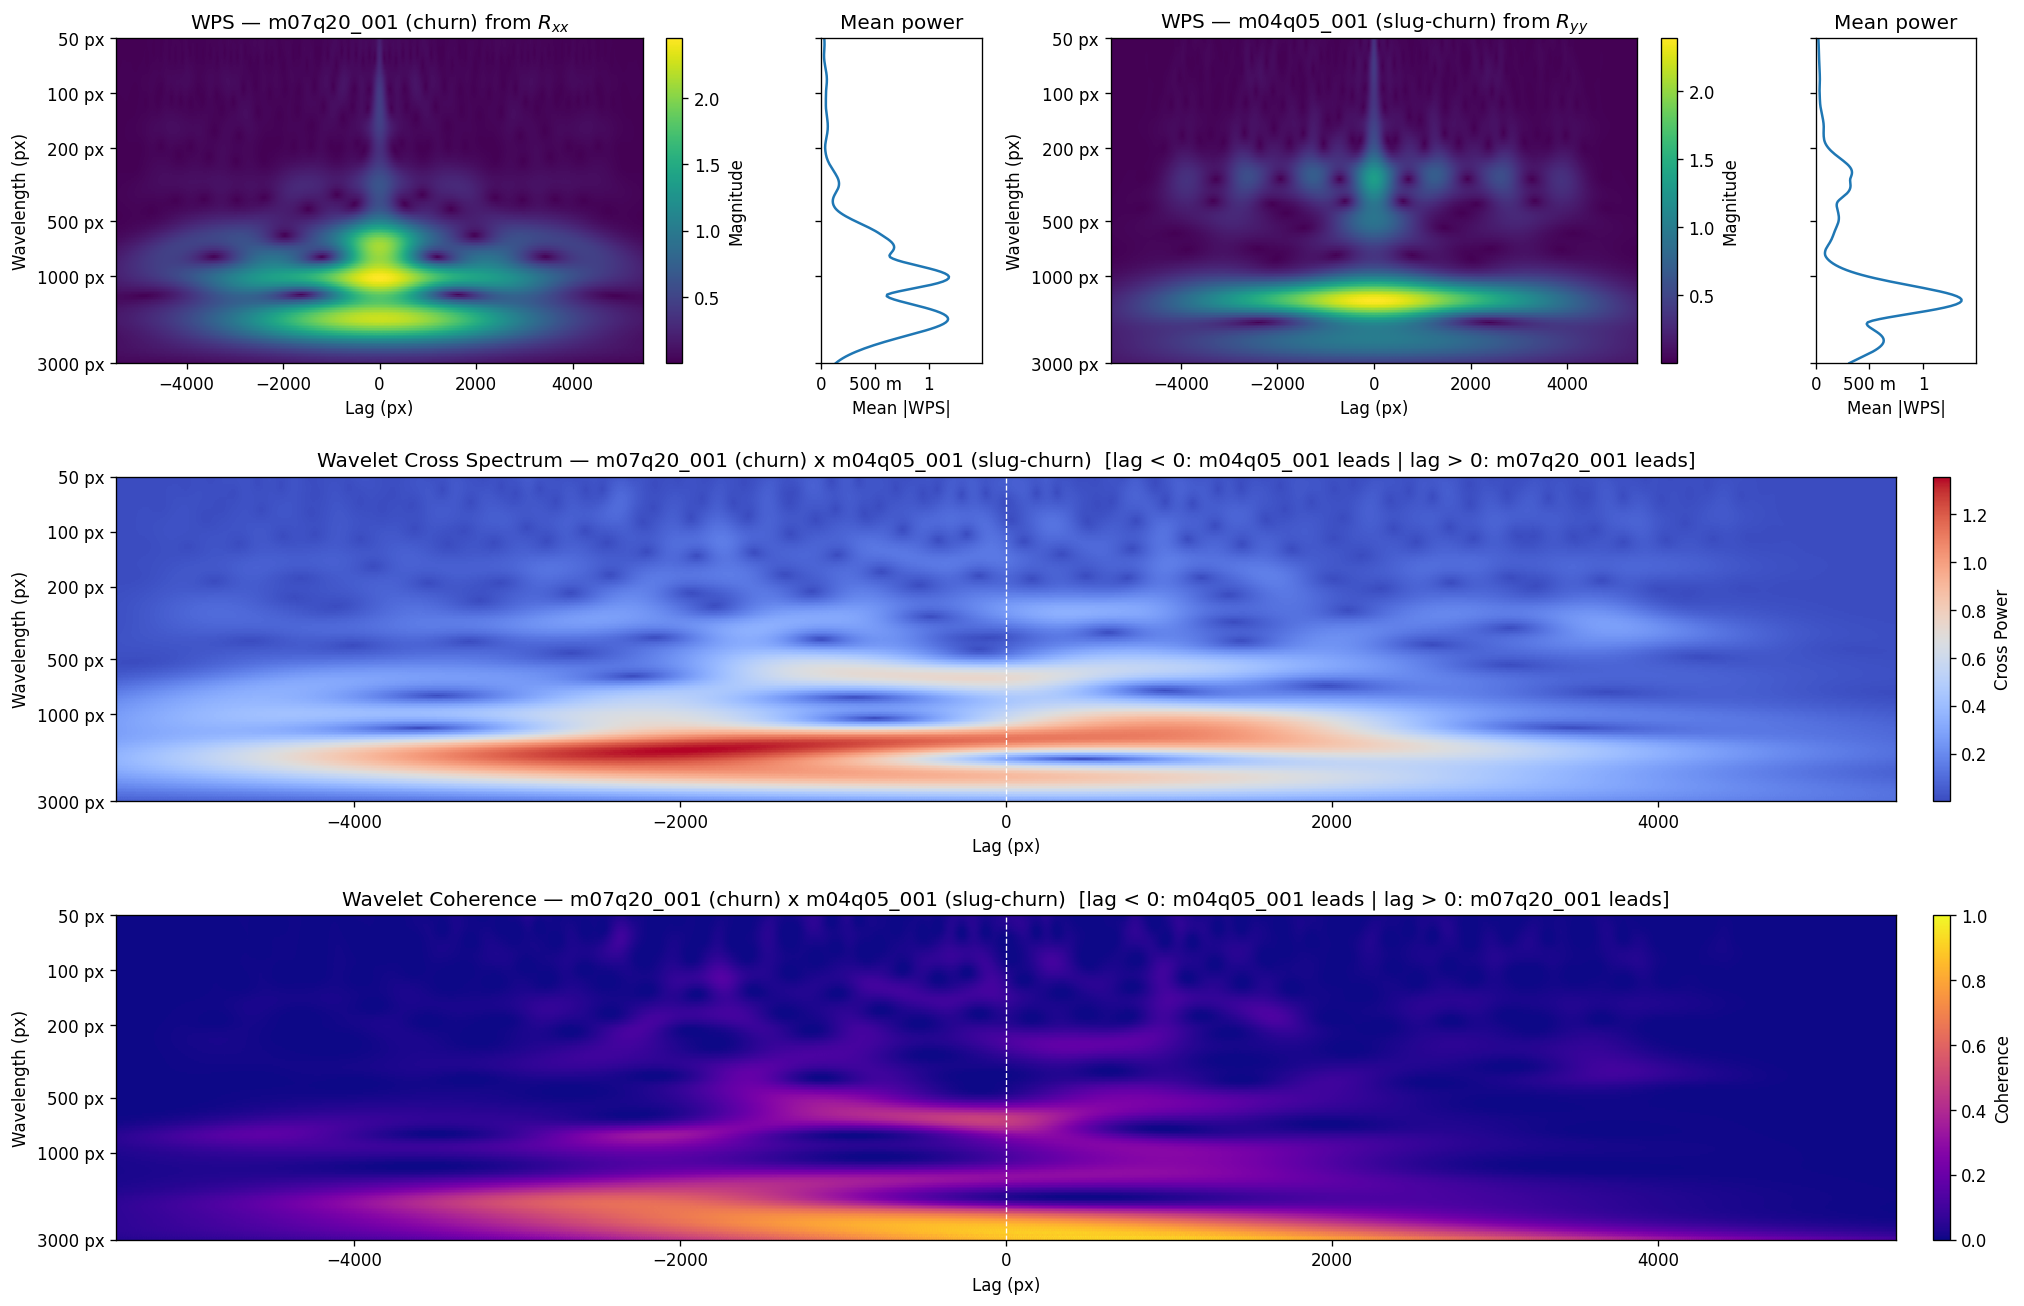 WPS — m07q20_001 (churn) from Rxx
Mean power
WPS — m04q05_001 (slug-churn) from Ryy
Mean power
50 px
100 px
200 px
500 px
1000 px
3000 px
Wavelength (px)
−4000
−2000
0
2000
4000
Lag (px)
2.0
1.5
1.0
0.5
Magnitude
0
500 m
1
Mean |WPS|
50 px
100 px
200 px
500 px
1000 px
3000 px
Wavelength (px)
−4000
−2000
0
2000
4000
Lag (px)
2.0
1.5
1.0
0.5
Magnitude
0
500 m
1
Mean |WPS|
Wavelet Cross Spectrum — m07q20_001 (churn) x m04q05_001 (slug-churn)  [lag < 0: m04q05_001 leads | lag > 0: m07q20_001 leads]
50 px
100 px
200 px
500 px
1000 px
3000 px
Wavelength (px)
−4000
−2000
0
2000
4000
Lag (px)
1.2
1.0
0.8
0.6
0.4
0.2
Cross Power
Wavelet Coherence — m07q20_001 (churn) x m04q05_001 (slug-churn)  [lag < 0: m04q05_001 leads | lag > 0: m07q20_001 leads]
50 px
100 px
200 px
500 px
1000 px
3000 px
Wavelength (px)
−4000
−2000
0
2000
4000
Lag (px)
1.0
0.8
0.6
0.4
0.2
0.0
Coherence